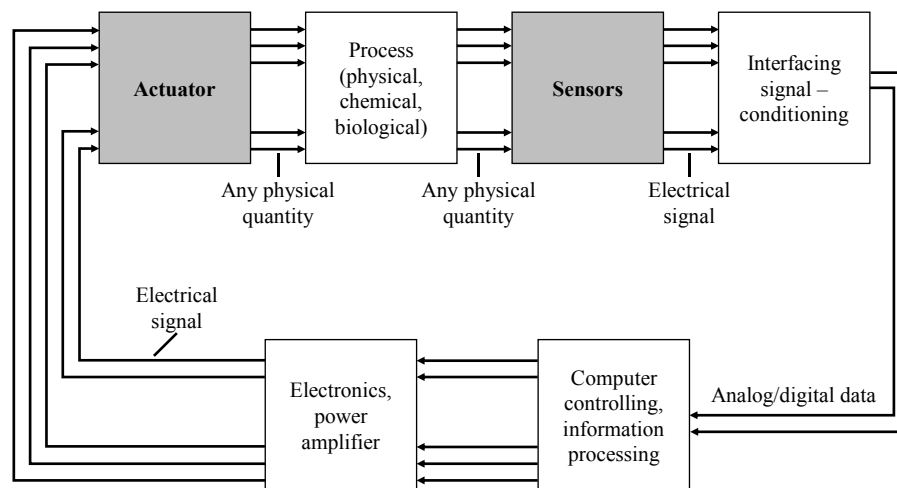 Actuator
Process
(physical,
chemical,
biological)
Sensors
Interfacing
signal –
conditioning
Any physical
quantity
Any physical
quantity
Electrical
signal
Electrical
signal
Electronics,
power
amplifier
Computer
controlling,
information
processing
Analog/digital data